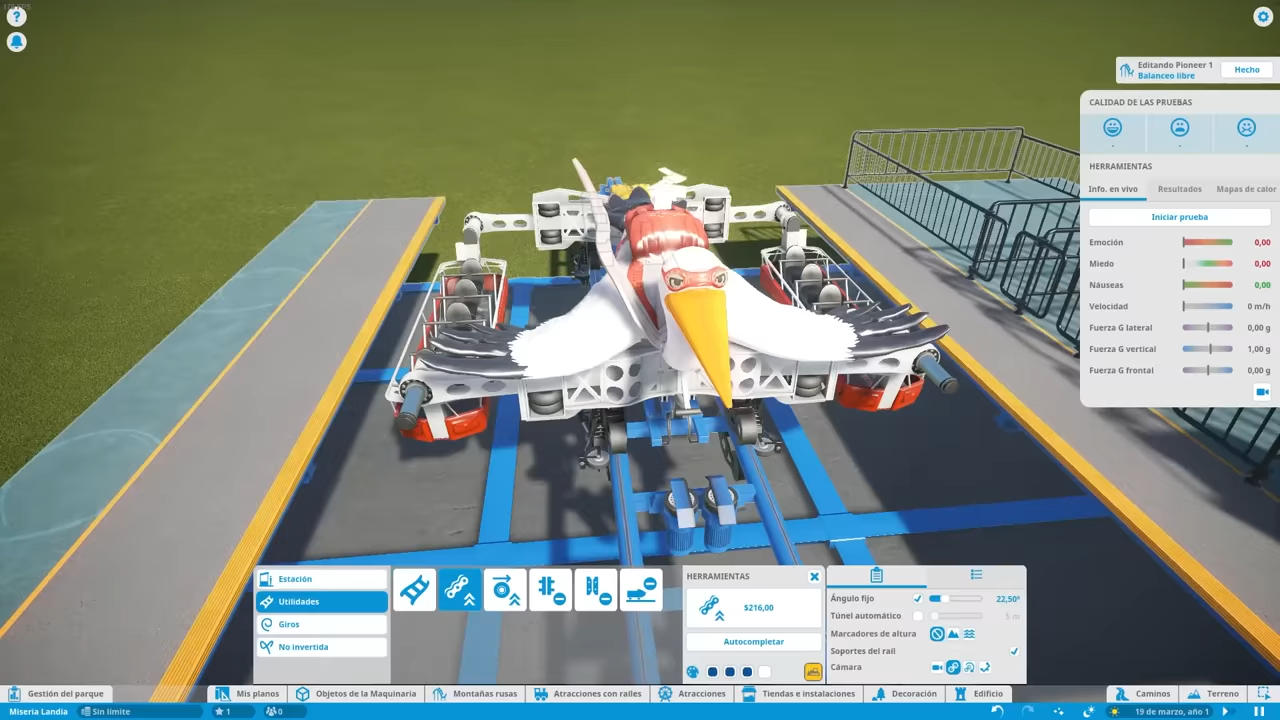 ?
Editando Pioneer 1
Balanceo libre
Hecho
CALIDAD DE LAS PRUEBAS
-
-
-
HERRAMIENTAS
Info. en vivo
Resultados
Mapas de calor
Iniciar prueba
Emoción 0,00
Miedo 0,00
Náuseas 0,00
Velocidad 0 m/h
Fuerza G lateral 0,00 g
Fuerza G vertical 1,00 g
Fuerza G frontal 0,00 g
Estación
Utilidades
Giros
No invertida
HERRAMIENTAS
$216,00
Autocompletar
Ángulo fijo 22,50º
Túnel automático 5 m
Marcadores de altura
Soportes del raíl
Cámara
Gestión del parque
Mis planos
Objetos de la Maquinaria
Montañas rusas
Atracciones con raíles
Atracciones
Tiendas e instalaciones
Decoración
Edificio
Caminos
Terreno
Miseria Landia
Sin límite
1
0
19 de marzo, año 1